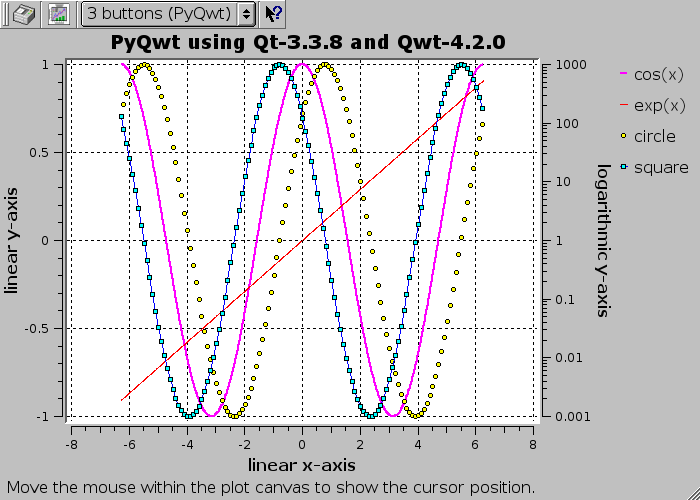 3 buttons (PyQwt)
PyQwt using Qt-3.3.8 and Qwt-4.2.0
1
0.5
0
-0.5
-1
linear y-axis
1000
100
10
1
0.1
0.01
0.001
logarithmic y-axis
cos(x)
exp(x)
circle
square
-8 -6 -4 -2 0 2 4 6 8
linear x-axis
Move the mouse within the plot canvas to show the cursor position.